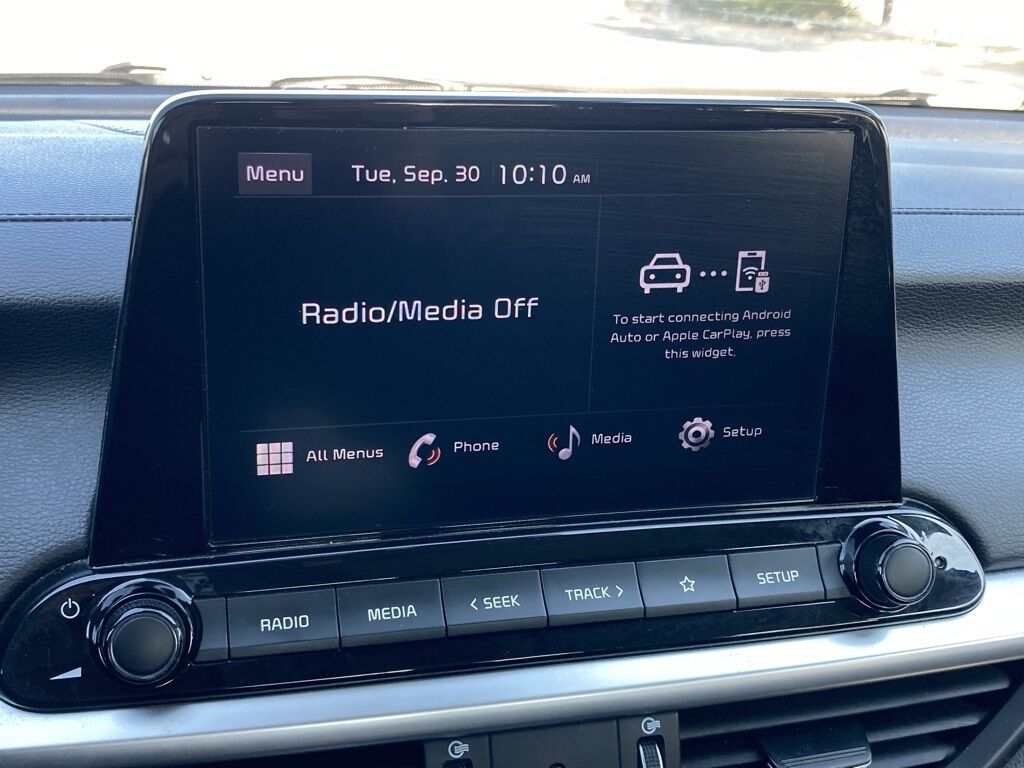 Menu Tue, Sep. 30 10:10 AM
Radio/Media Off
To start connecting Android
Auto or Apple CarPlay, press
this widget.
All Menus Phone Media Setup
RADIO MEDIA < SEEK TRACK > SETUP